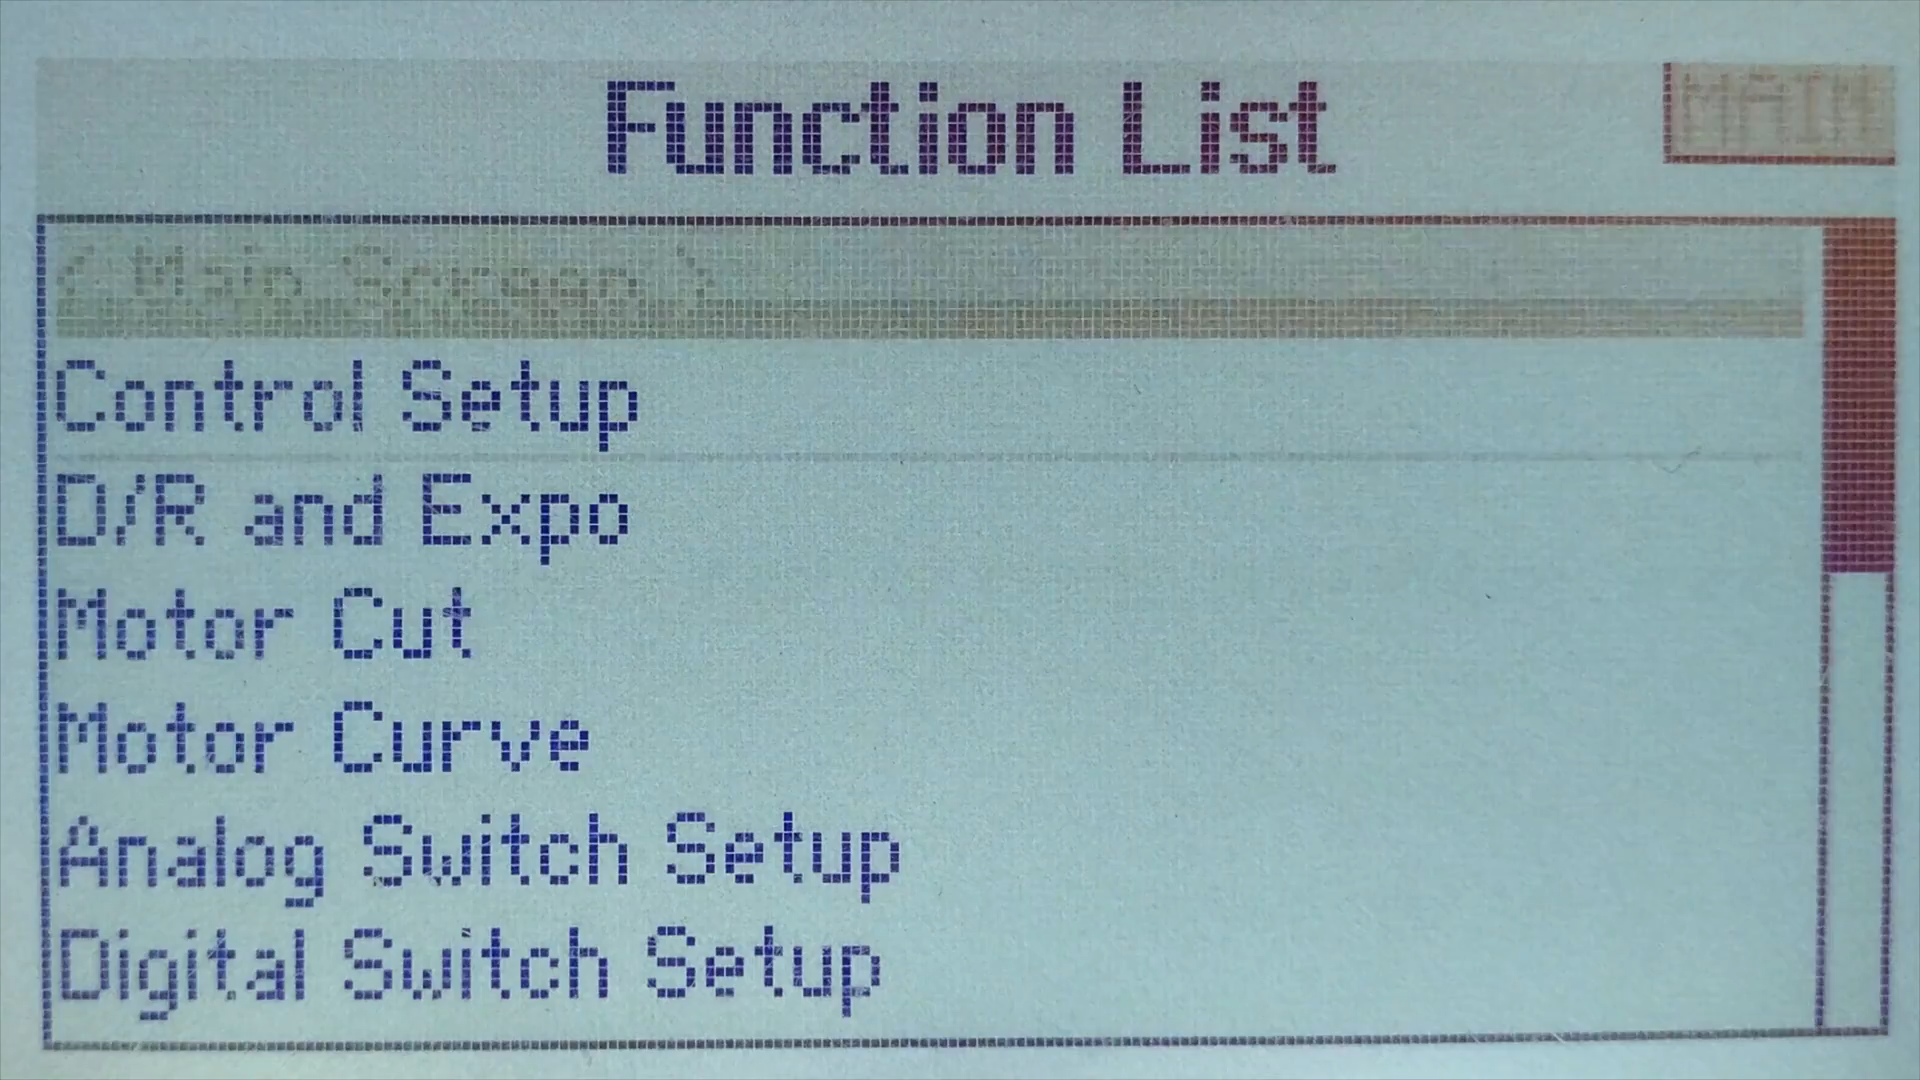 Function List
MAIN
< Main Screen >
Control Setup
D/R and Expo
Motor Cut
Motor Curve
Analog Switch Setup
Digital Switch Setup